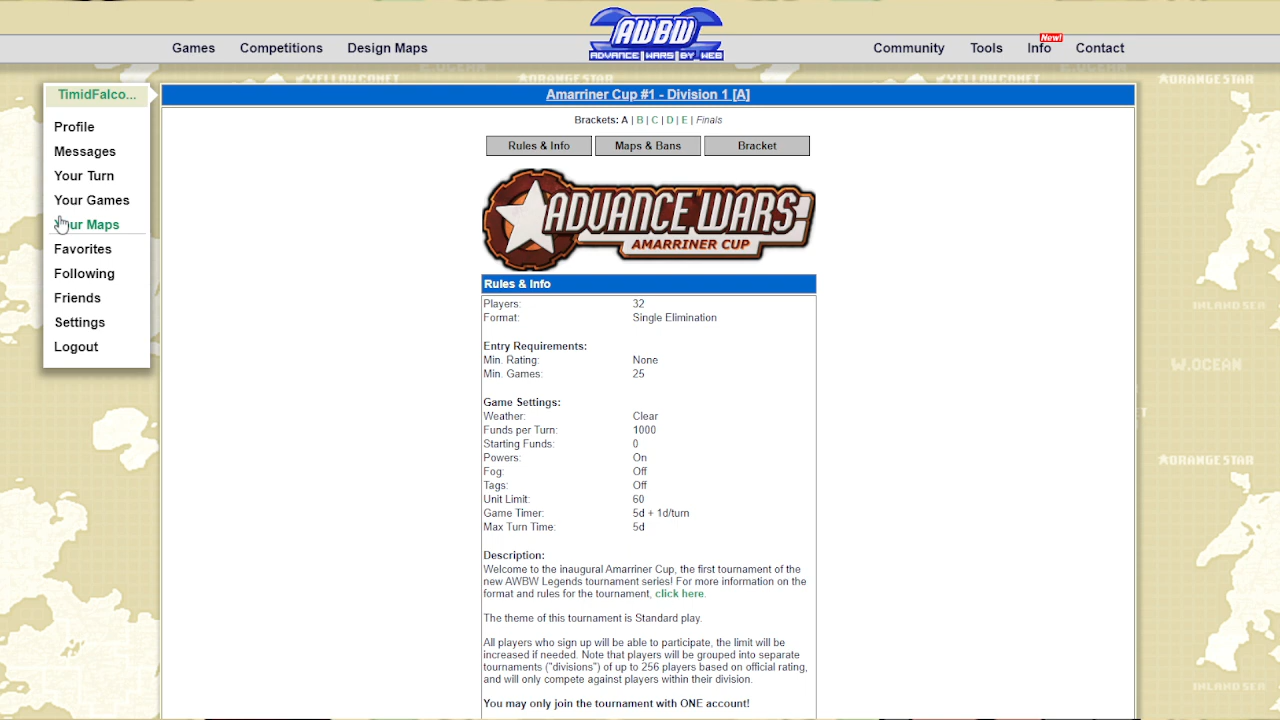 AWBW
ADVANCE WARS BY WEB
Games Competitions Design Maps
Community Tools Info New! Contact
TimidFalco...
Profile
Messages
Your Turn
Your Games
ur Maps
Favorites
Following
Friends
Settings
Logout
Amarriner Cup #1 - Division 1 [A]
Brackets: A | B | C | D | E | Finals
Rules & Info Maps & Bans Bracket
ADVANCE WARS
AMARRINER CUP
Rules & Info
Players: 32
Format: Single Elimination
Entry Requirements:
Min. Rating: None
Min. Games: 25
Game Settings:
Weather: Clear
Funds per Turn: 1000
Starting Funds: 0
Powers: On
Fog: Off
Tags: Off
Unit Limit: 60
Game Timer: 5d + 1d/turn
Max Turn Time: 5d
Description:
Welcome to the inaugural Amarriner Cup, the first tournament of the
new AWBW Legends tournament series! For more information on the
format and rules for the tournament, click here.
The theme of this tournament is Standard play.
All players who sign up will be able to participate, the limit will be
increased if needed. Note that players will be grouped into separate
tournaments ("divisions") of up to 256 players based on official rating,
and will only compete against players within their division.
You may only join the tournament with ONE account!
YELLOW COMET
ORANGE STAR
YELLOW COMET
ORANGE STAR
INLAND SEA
W.OCEAN
ORANGE STAR
INLAND SEA